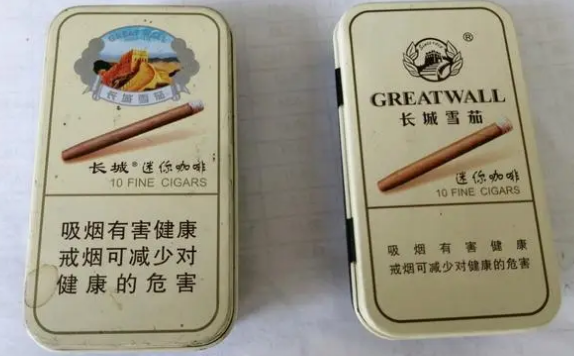 GREAT WALL
长城雪茄
长城®迷你咖啡
10 FINE CIGARS
吸烟有害健康
戒烟可减少对
健康的危害
®
GREATWALL
长城雪茄
迷你咖啡
10 FINE CIGARS
吸烟有害健康
戒烟可减少对健康的危害